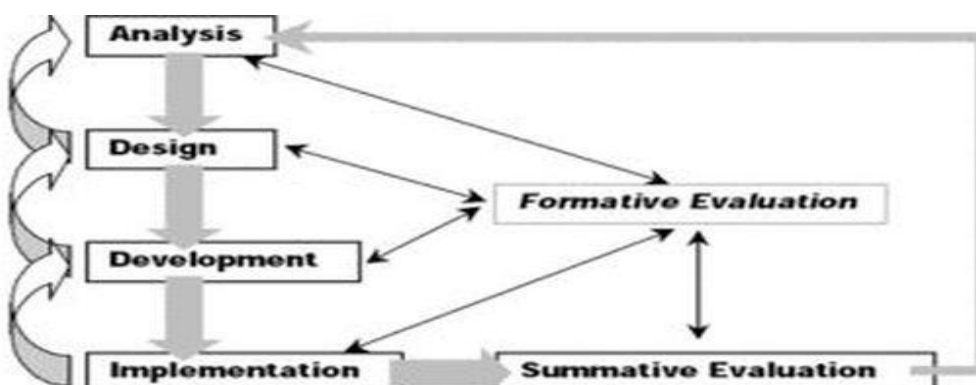 Analysis
Design
Formative Evaluation
Development
Implementation
Summative Evaluation